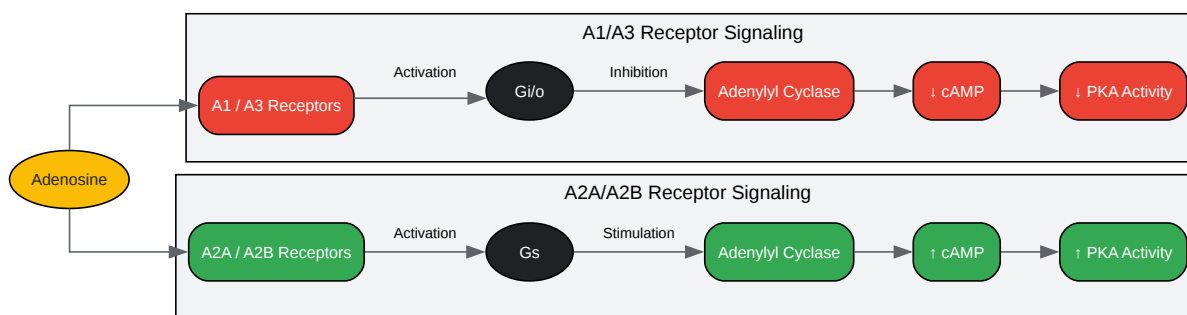 A1/A3 Receptor Signaling
Activation
Inhibition
A1 / A3 Receptors
Gi/o
Adenylyl Cyclase
↓ cAMP
↓ PKA Activity
Adenosine
A2A/A2B Receptor Signaling
Activation
Stimulation
A2A / A2B Receptors
Gs
Adenylyl Cyclase
↑ cAMP
↑ PKA Activity